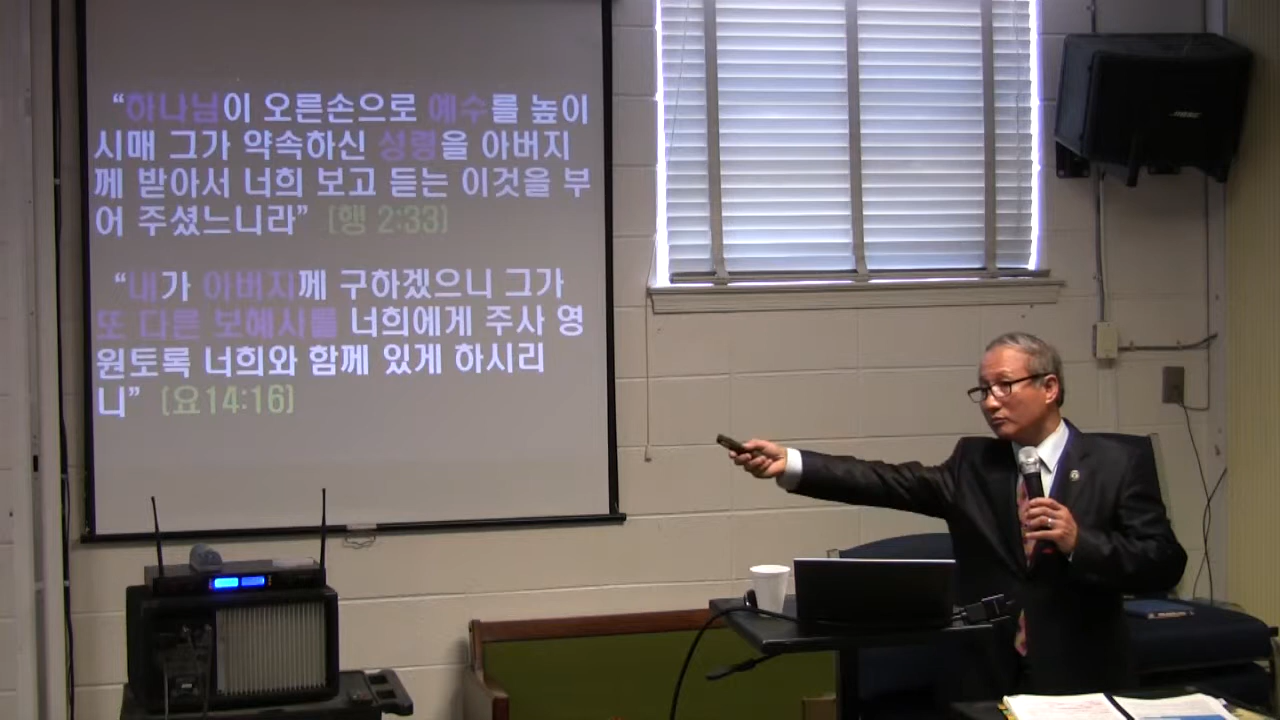 “하나님이 오른손으로 예수를 높이
시매 그가 약속하신 성령을 아버지
께 받아서 너희 보고 듣는 이것을 부
어 주셨느니라” [행 2:33]
“내가 아버지께 구하겠으니 그가
또 다른 보혜사를 너희에게 주사 영
원토록 너희와 함께 있게 하시리
니” [요14:16]
BOSE